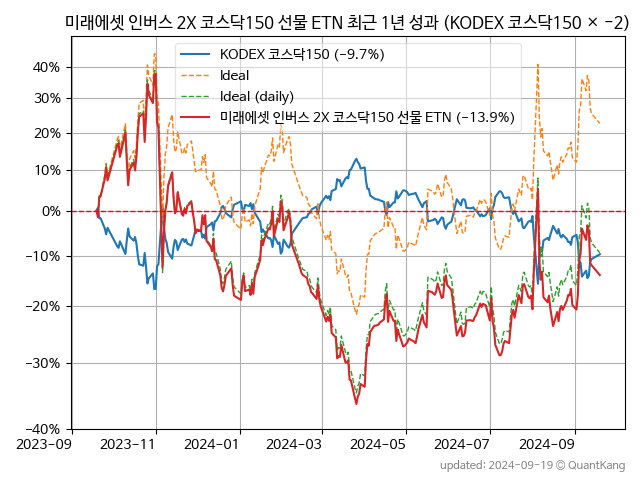 미래에셋 인버스 2X 코스닥150 선물 ETN 최근 1년 성과 (KODEX 코스닥150 × −2)
KODEX 코스닥150 (−9.7%)
Ideal
Ideal (daily)
미래에셋 인버스 2X 코스닥150 선물 ETN (−13.9%)
40%
30%
20%
10%
0%
−10%
−20%
−30%
−40%
2023-09 2023-11 2024-01 2024-03 2024-05 2024-07 2024-09
updated: 2024-09-19 © QuantKang